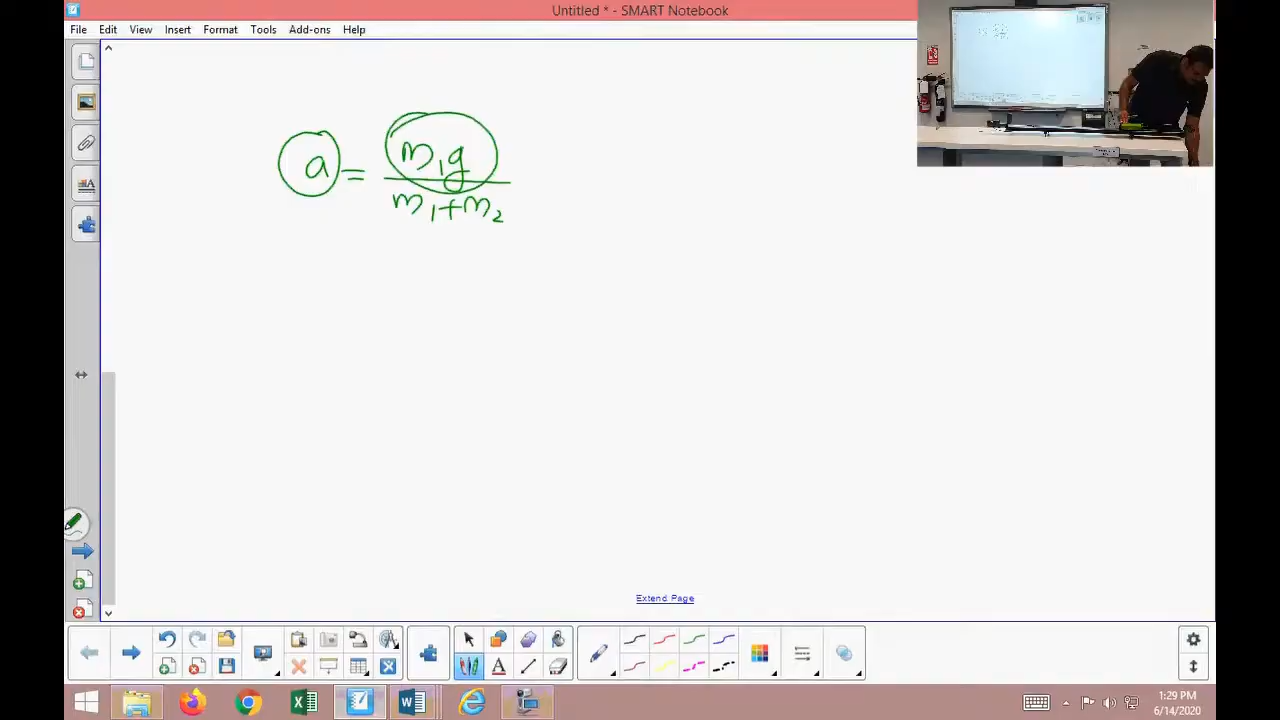 Untitled * - SMART Notebook
File Edit View Insert Format Tools Add-ons Help
a = m₁g
m₁+m₂
Extend Page
1:29 PM
6/14/2020